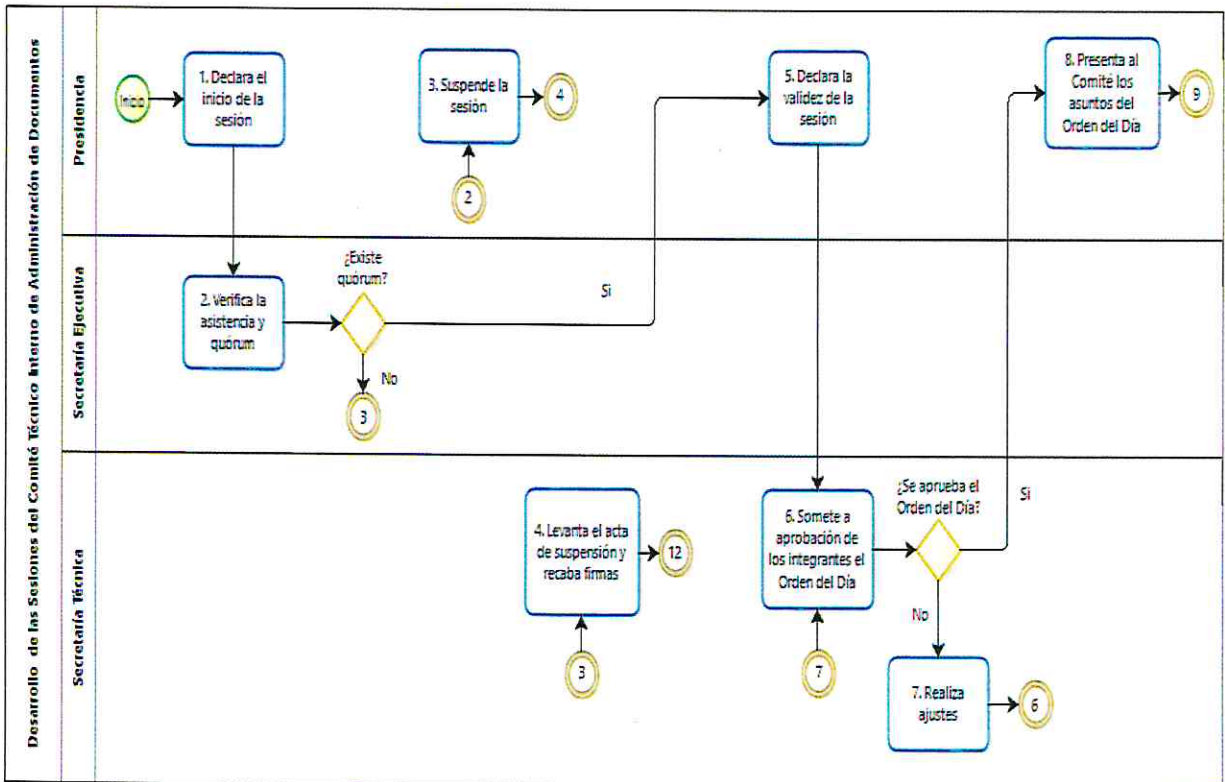 Desarrollo de las Sesiones del Comité Técnico Interno de Administración de Documentos
Presidencia
Inicio
1. Declara el
inicio de la
sesión
3. Suspende la
sesión
4
2
5. Declara la
validez de la
sesión
8. Presenta al
Comité los
asuntos del
Orden del Día
9
Secretaría Ejecutiva
2. Verifica la
asistencia y
quórum
¿Existe
quórum?
Si
No
3
Secretaría Técnica
4. Levanta el acta
de suspensión y
recaba firmas
12
3
6. Somete a
aprobación de
los integrantes el
Orden del Día
7
¿Se aprueba el
Orden del Día?
Si
No
7. Realiza
ajustes
6